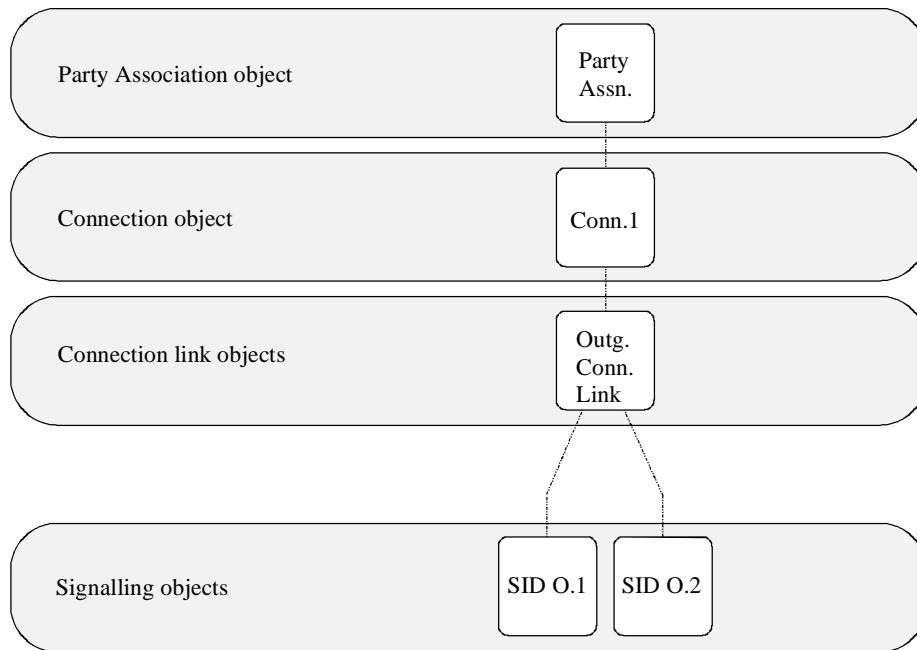 Party Association object
Party
Assn.
Connection object
Conn.1
Connection link objects
Outg.
Conn.
Link
Signalling objects
SID O.1
SID O.2